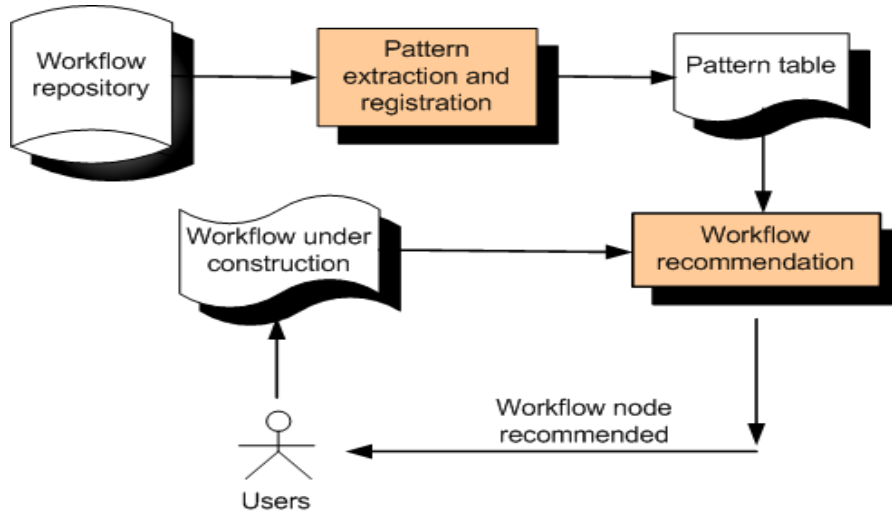 Workflow
repository
Pattern
extraction and
registration
Pattern table
Workflow under
construction
Workflow
recommendation
Workflow node
recommended
Users